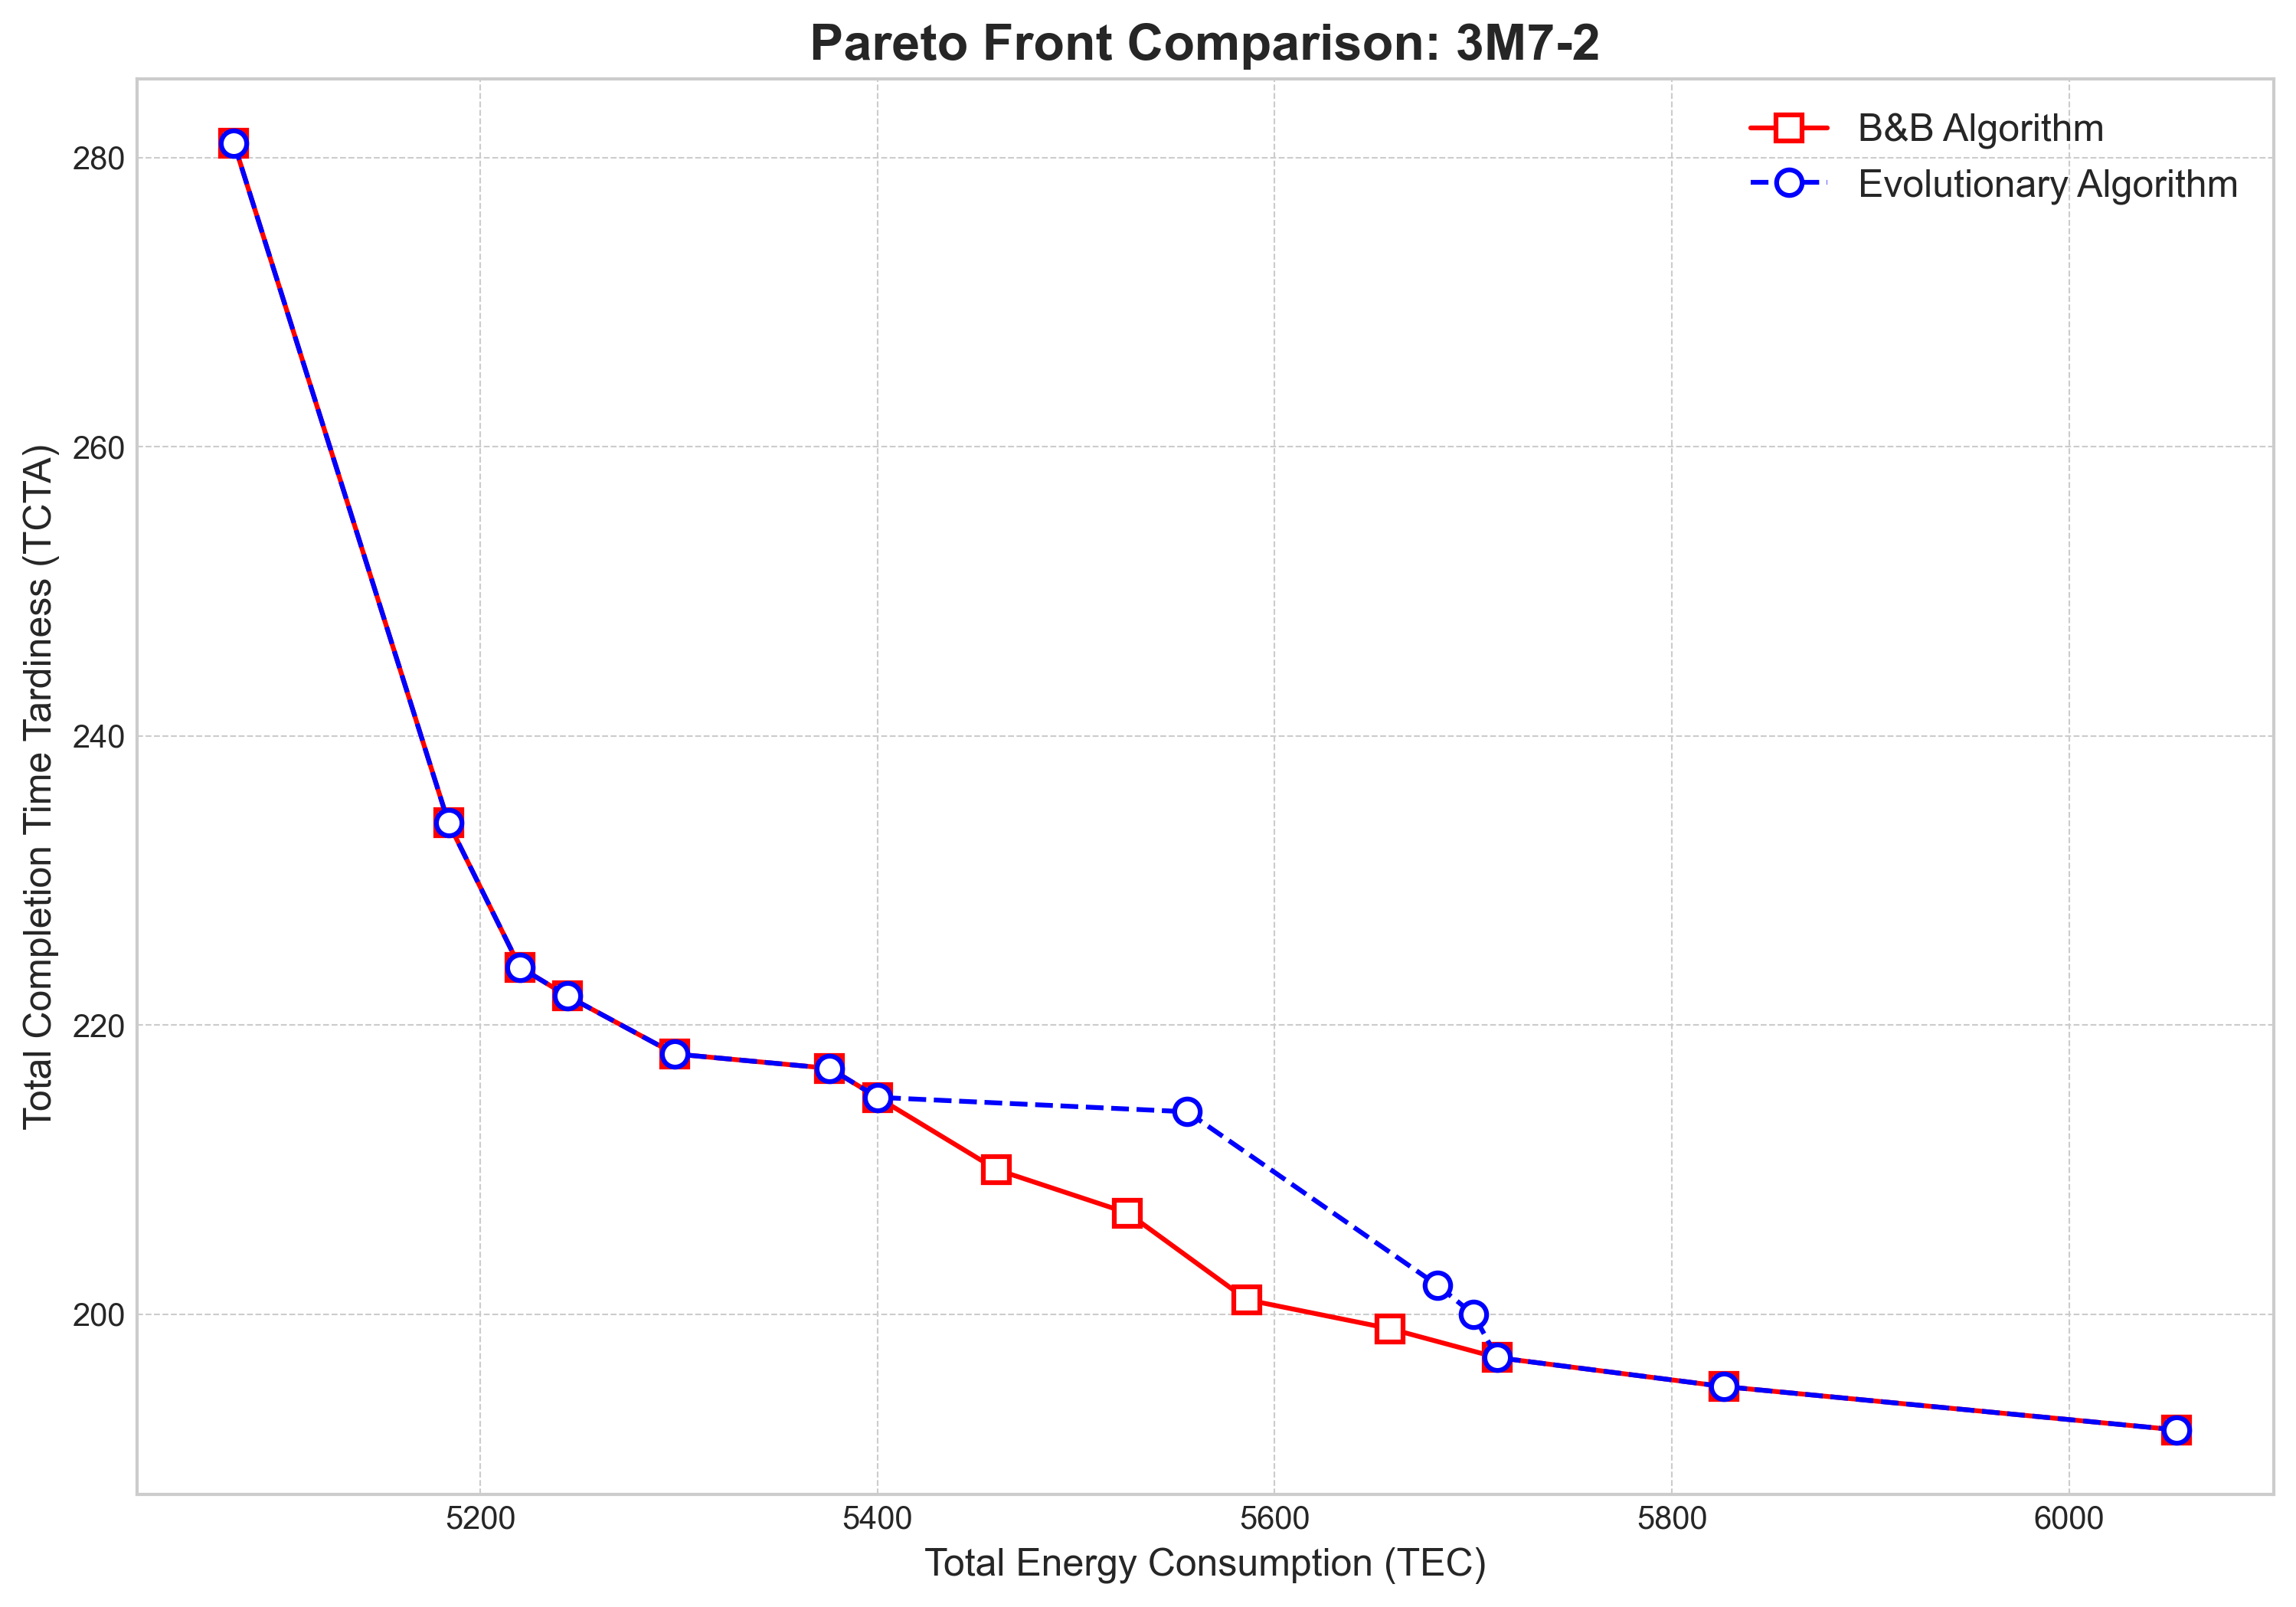 Pareto Front Comparison: 3M7-2
B&B Algorithm
Evolutionary Algorithm
Total Completion Time Tardiness (TCTA)
280
260
240
220
200
5200 5400 5600 5800 6000
Total Energy Consumption (TEC)